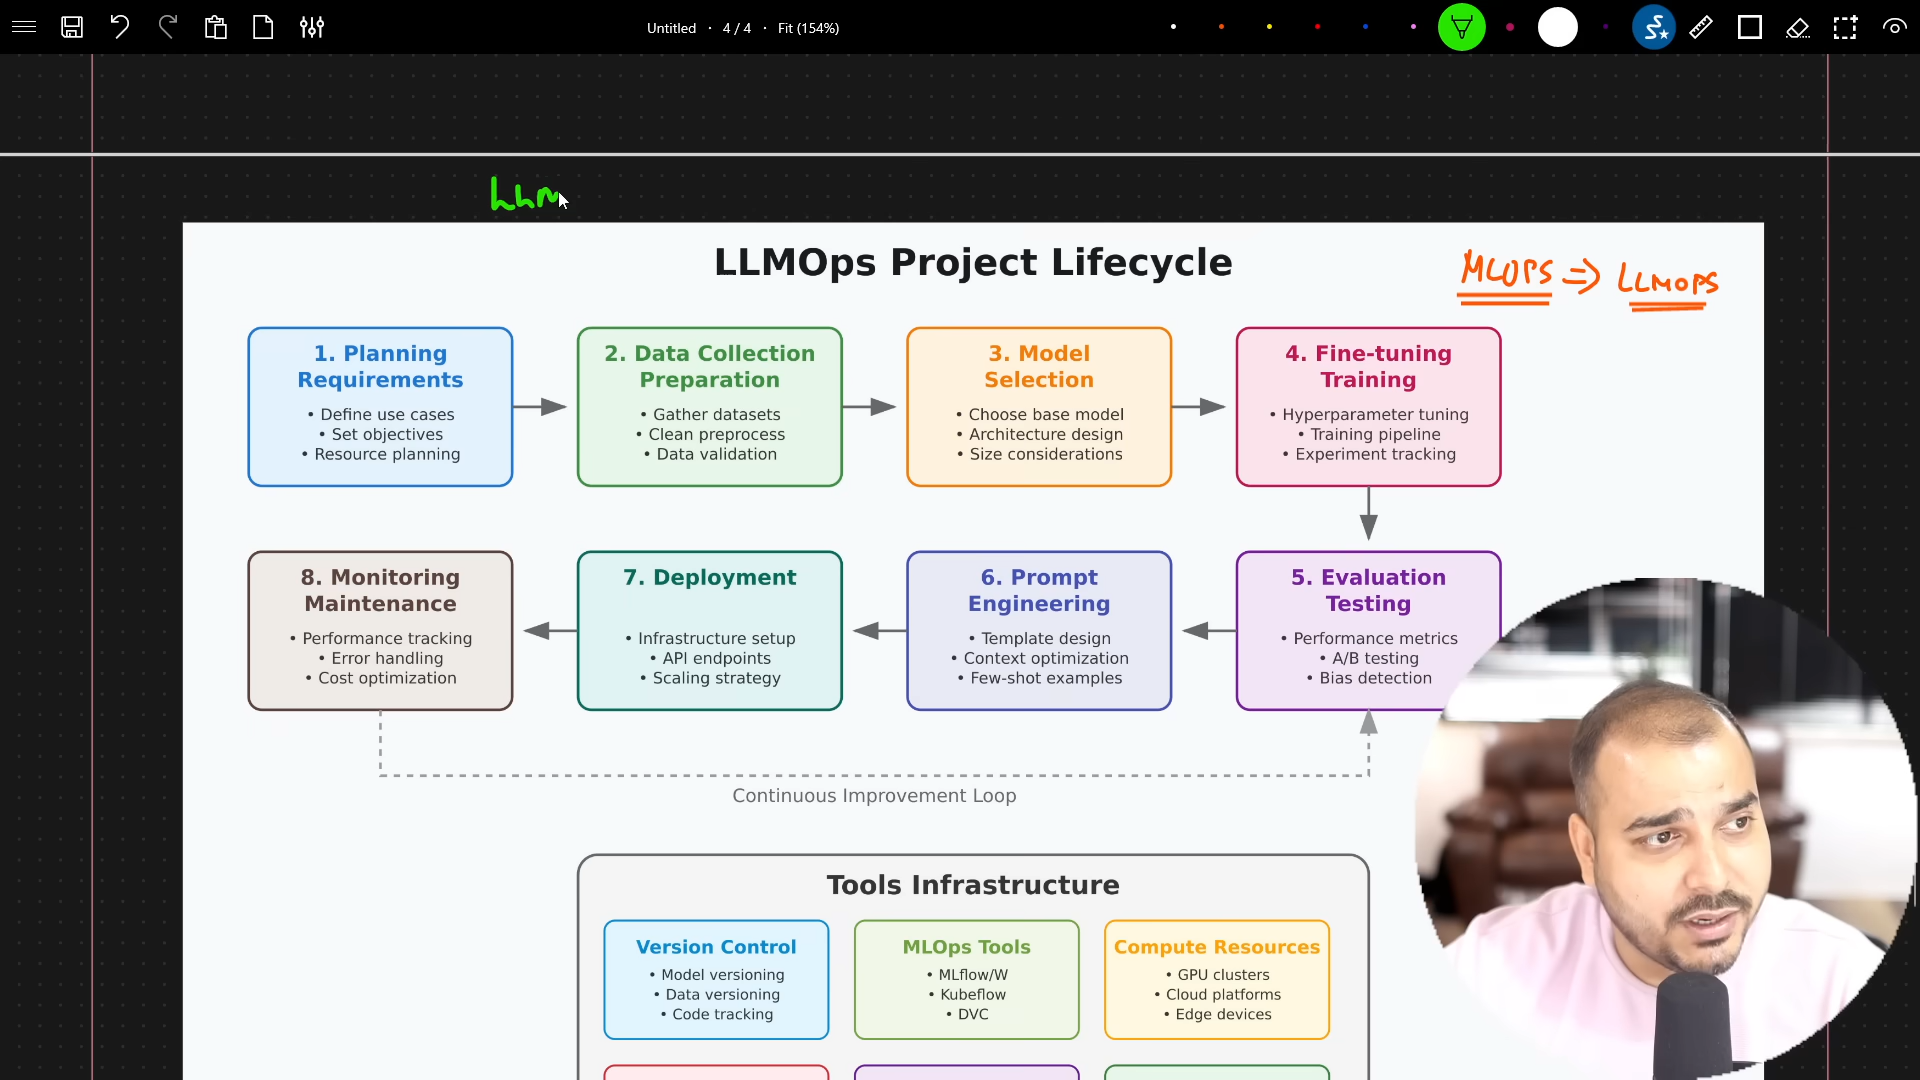 Untitled · 4 / 4 · Fit (154%)
LLM
LLMOps Project Lifecycle
MLOPS => LLMOPS
1. Planning
Requirements
• Define use cases
• Set objectives
• Resource planning
2. Data Collection
Preparation
• Gather datasets
• Clean preprocess
• Data validation
3. Model
Selection
• Choose base model
• Architecture design
• Size considerations
4. Fine-tuning
Training
• Hyperparameter tuning
• Training pipeline
• Experiment tracking
8. Monitoring
Maintenance
• Performance tracking
• Error handling
• Cost optimization
7. Deployment
• Infrastructure setup
• API endpoints
• Scaling strategy
6. Prompt
Engineering
• Template design
• Context optimization
• Few-shot examples
5. Evaluation
Testing
• Performance metrics
• A/B testing
• Bias detection
Continuous Improvement Loop
Tools Infrastructure
Version Control
• Model versioning
• Data versioning
• Code tracking
MLOps Tools
• MLflow/W
• Kubeflow
• DVC
Compute Resources
• GPU clusters
• Cloud platforms
• Edge devices